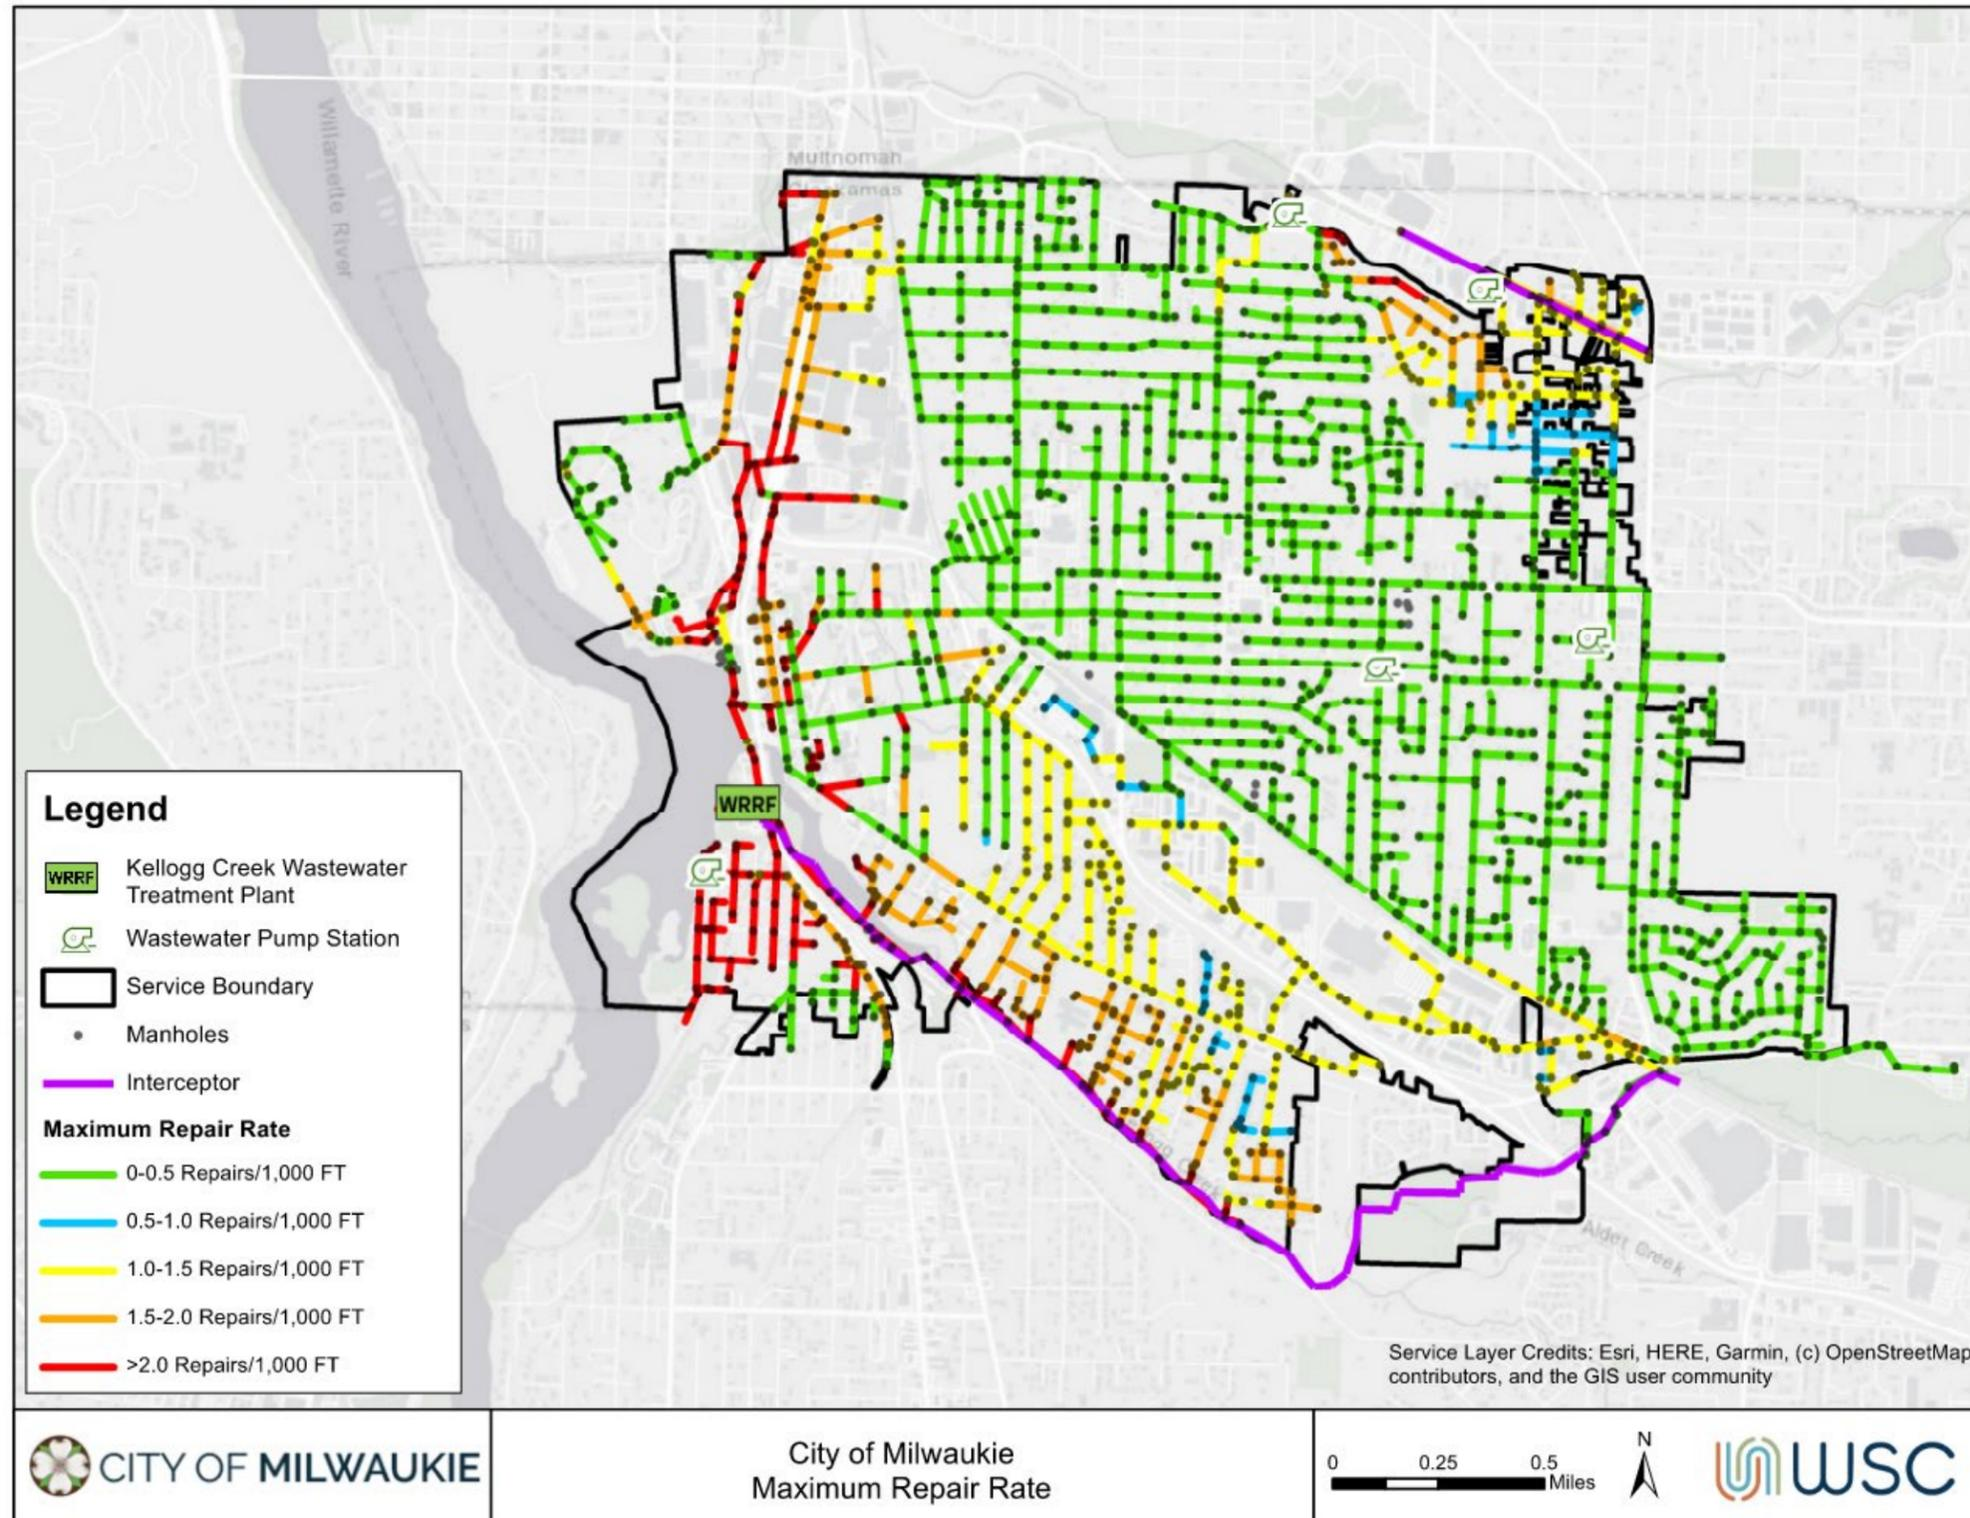 Willamette River
Multnomah
Clackamas
WRRF
Alder Creek
Legend
WRRF
Kellogg Creek Wastewater
Treatment Plant
Wastewater Pump Station
Service Boundary
Manholes
Interceptor
Maximum Repair Rate
0-0.5 Repairs/1,000 FT
0.5-1.0 Repairs/1,000 FT
1.0-1.5 Repairs/1,000 FT
1.5-2.0 Repairs/1,000 FT
>2.0 Repairs/1,000 FT
Service Layer Credits: Esri, HERE, Garmin, (c) OpenStreetMap
contributors, and the GIS user community
CITY OF MILWAUKIE
City of Milwaukie
Maximum Repair Rate
0 0.25 0.5
Miles
N
WSC